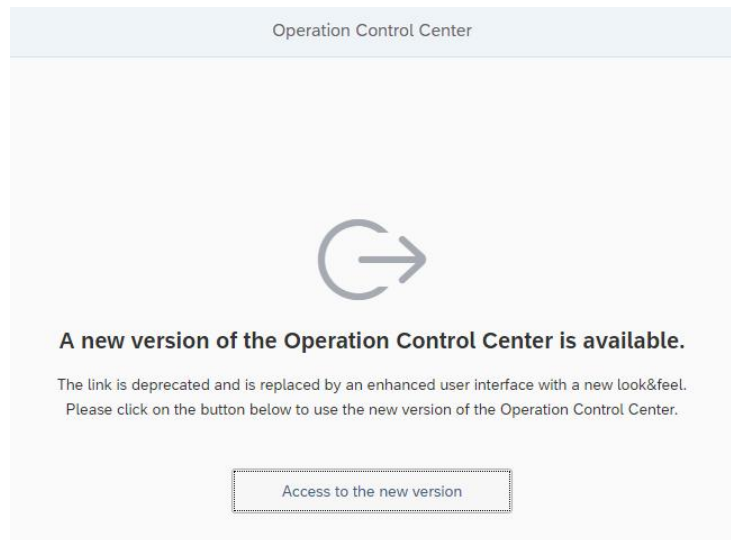 Operation Control Center
A new version of the Operation Control Center is available.
The link is deprecated and is replaced by an enhanced user interface with a new look&feel.
Please click on the button below to use the new version of the Operation Control Center.
Access to the new version